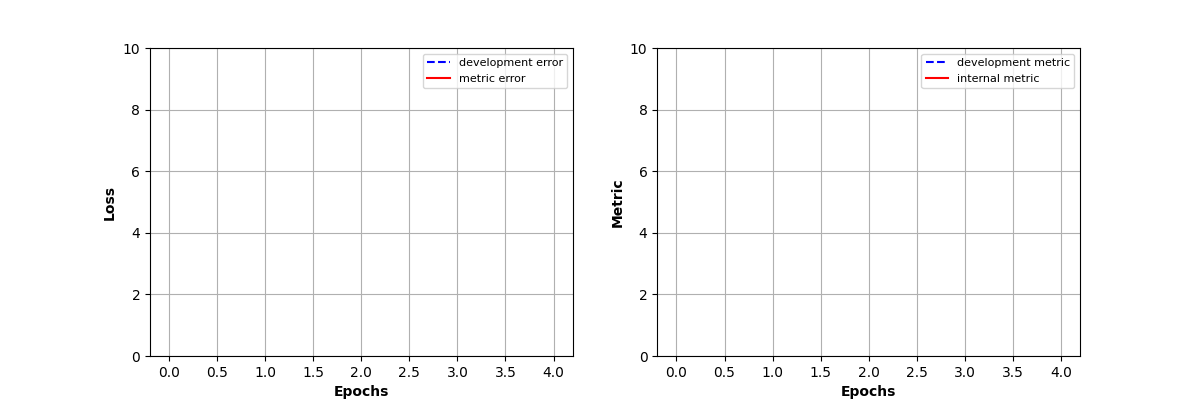 10
8
6
4
2
0
Loss
development error
metric error
0.0 0.5 1.0 1.5 2.0 2.5 3.0 3.5 4.0
Epochs
10
8
6
4
2
0
Metric
development metric
internal metric
0.0 0.5 1.0 1.5 2.0 2.5 3.0 3.5 4.0
Epochs